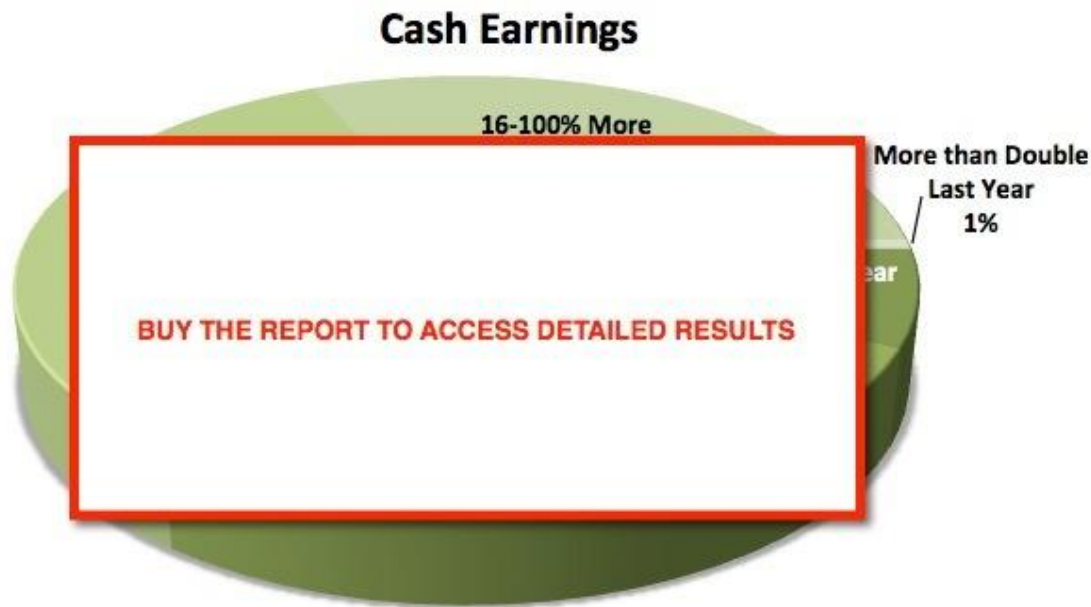 Cash Earnings
16-100% More
More than Double
Last Year
1%
BUY THE REPORT TO ACCESS DETAILED RESULTS